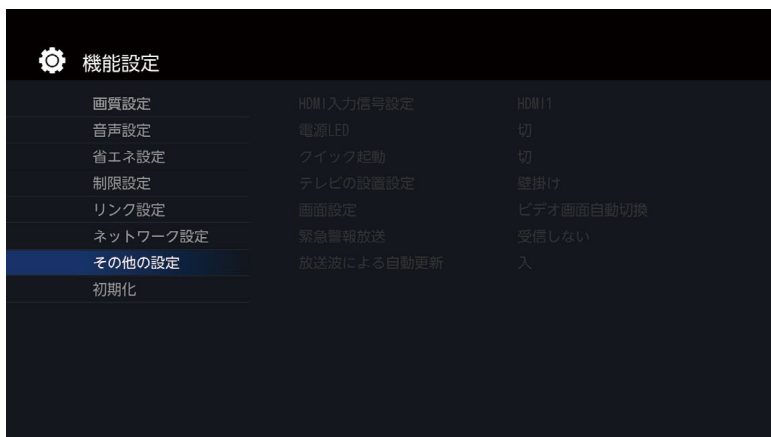 機能設定
画質設定
音声設定
省エネ設定
制限設定
リンク設定
ネットワーク設定
その他の設定
初期化
HDMI入力信号設定 HDMI1
電源LED 切
クイック起動 切
テレビの設置設定 壁掛け
画面設定 ビデオ画面自動切換
緊急警報放送 受信しない
放送波による自動更新 入